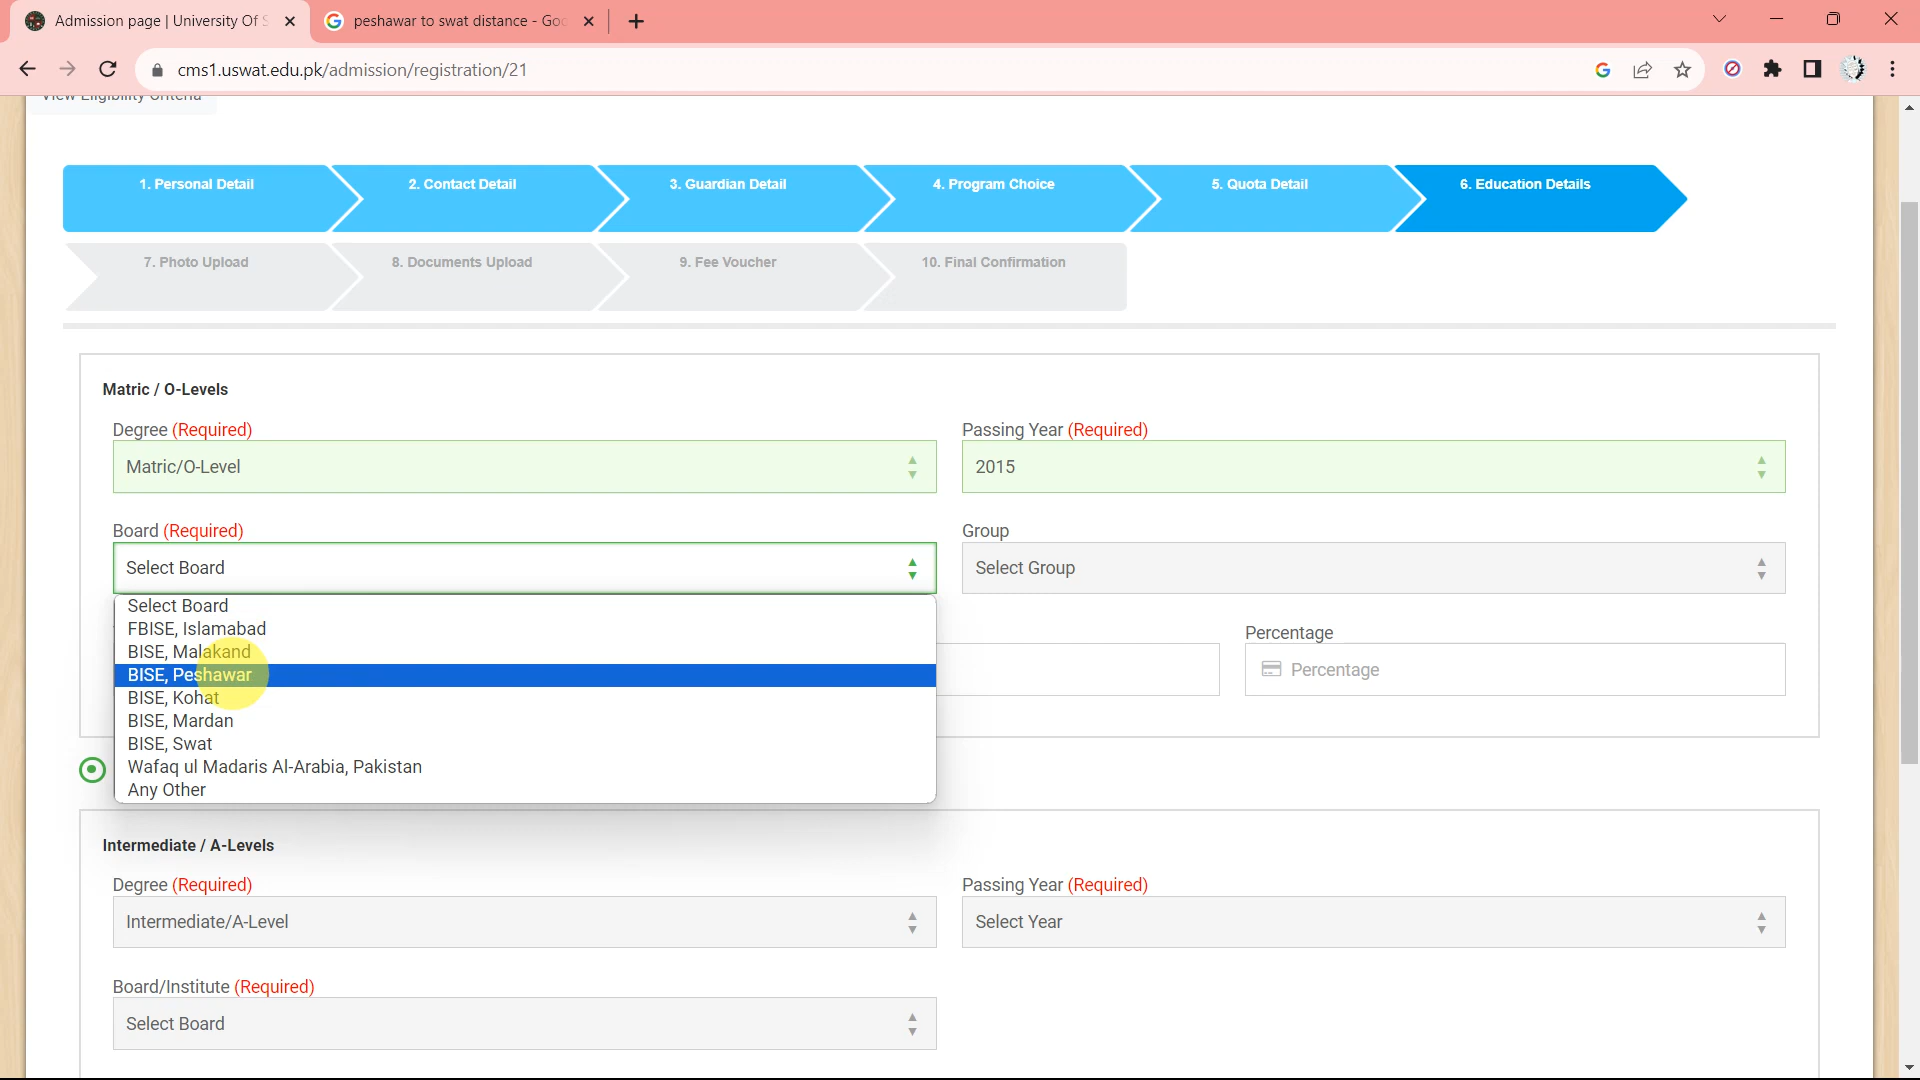 Admission page | University Of S
peshawar to swat distance - Goo
cms1.uswat.edu.pk/admission/registration/21
View Eligibility Criteria
1. Personal Detail
2. Contact Detail
3. Guardian Detail
4. Program Choice
5. Quota Detail
6. Education Details
7. Photo Upload
8. Documents Upload
9. Fee Voucher
10. Final Confirmation
Matric / O-Levels
Degree (Required)
Passing Year (Required)
Matric/O-Level
2015
Board (Required)
Group
Select Board
Select Group
Select Board
FBISE, Islamabad
BISE, Malakand
BISE, Peshawar
BISE, Kohat
BISE, Mardan
BISE, Swat
Wafaq ul Madaris Al-Arabia, Pakistan
Any Other
Percentage
Percentage
Intermediate / A-Levels
Degree (Required)
Passing Year (Required)
Intermediate/A-Level
Select Year
Board/Institute (Required)
Select Board